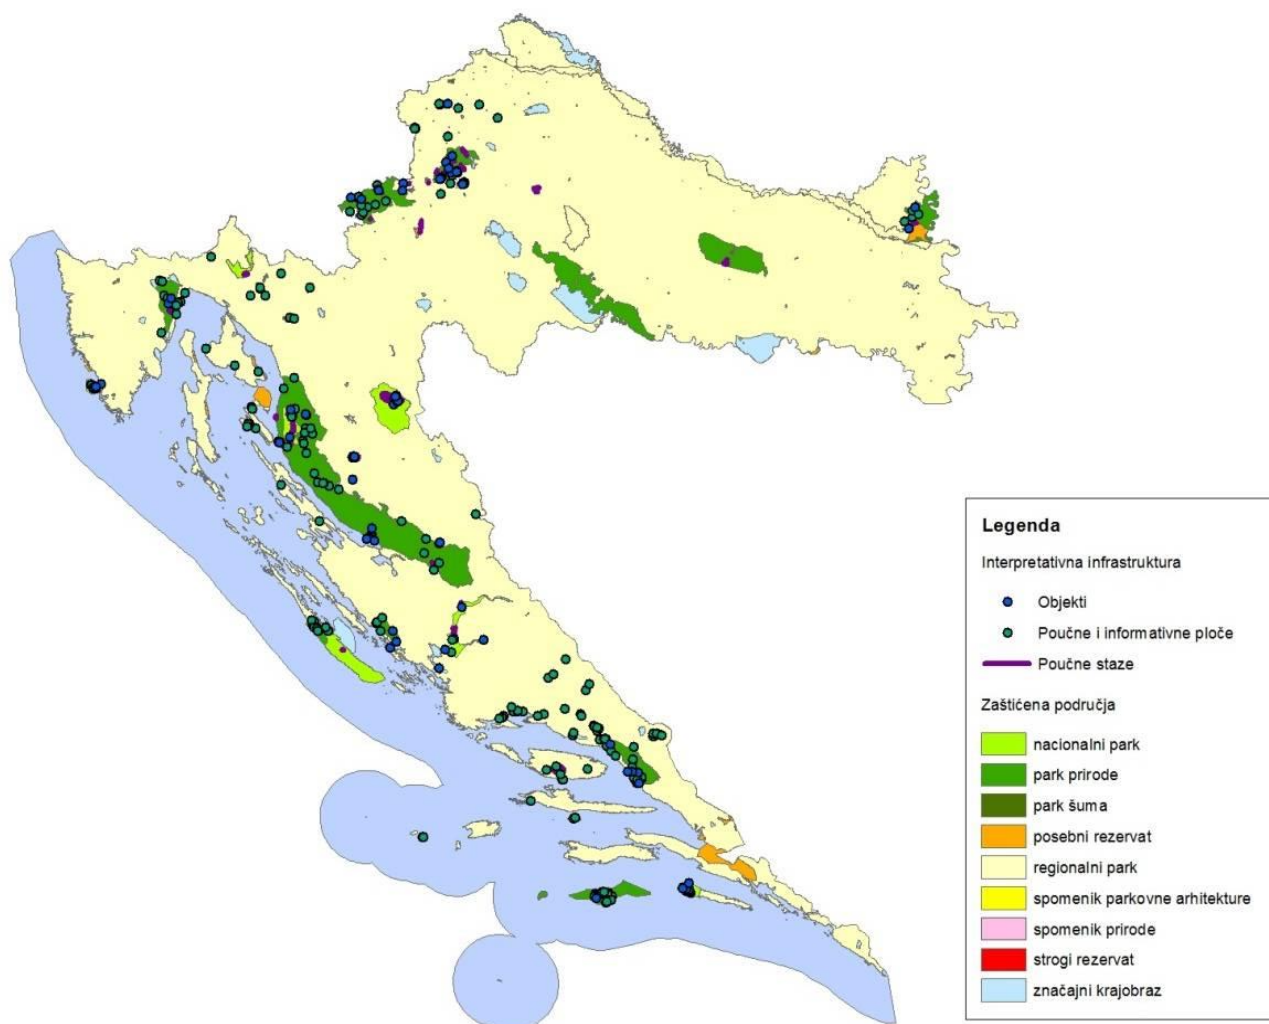 Legenda
Interpretativna infrastruktura
Objekti
Poučne i informativne ploče
Poučne staze
Zaštićena područja
nacionalni park
park prirode
park šuma
posebni rezervat
regionalni park
spomenik parkovne arhitekture
spomenik prirode
strogi rezervat
značajni krajobraz